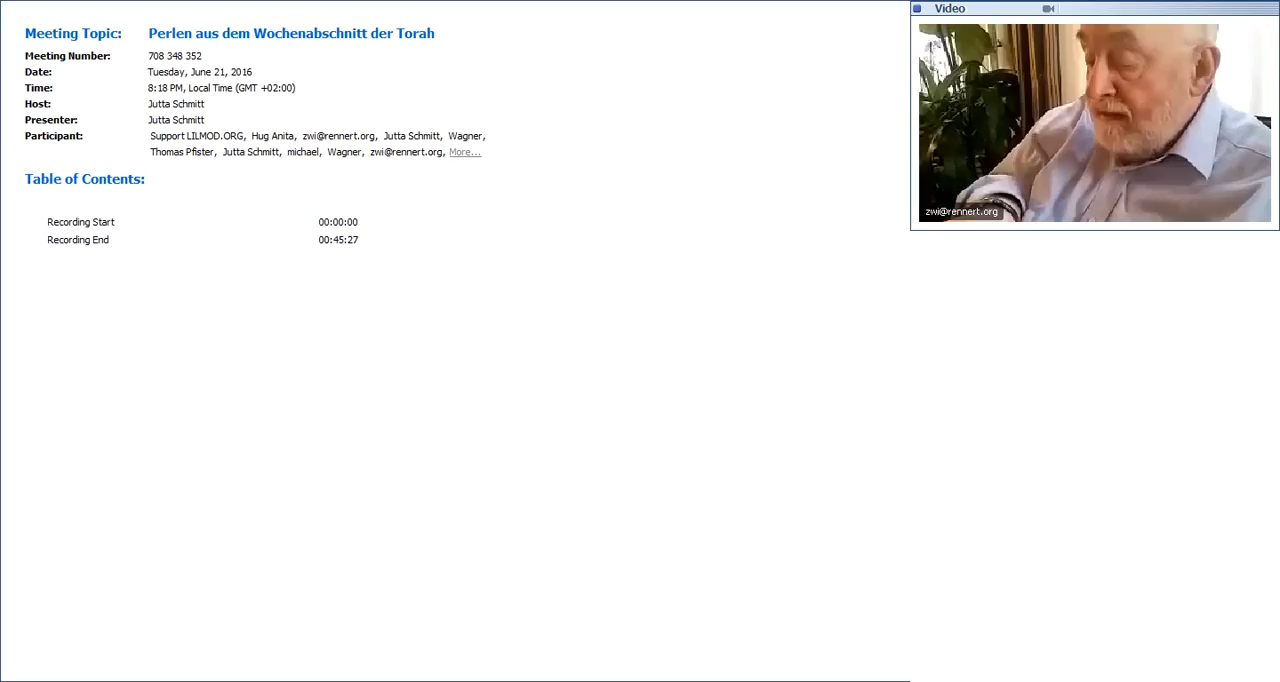 Meeting Topic: Perlen aus dem Wochenabschnitt der Torah
Meeting Number: 708 348 352
Date: Tuesday, June 21, 2016
Time: 8:18 PM, Local Time (GMT +02:00)
Host: Jutta Schmitt
Presenter: Jutta Schmitt
Participant: Support LILMOD.ORG, Hug Anita, zwi@rennert.org, Jutta Schmitt, Wagner,
Thomas Pfister, Jutta Schmitt, michael, Wagner, zwi@rennert.org, More...
Table of Contents:
Recording Start 00:00:00
Recording End 00:45:27
Video
zwi@rennert.org